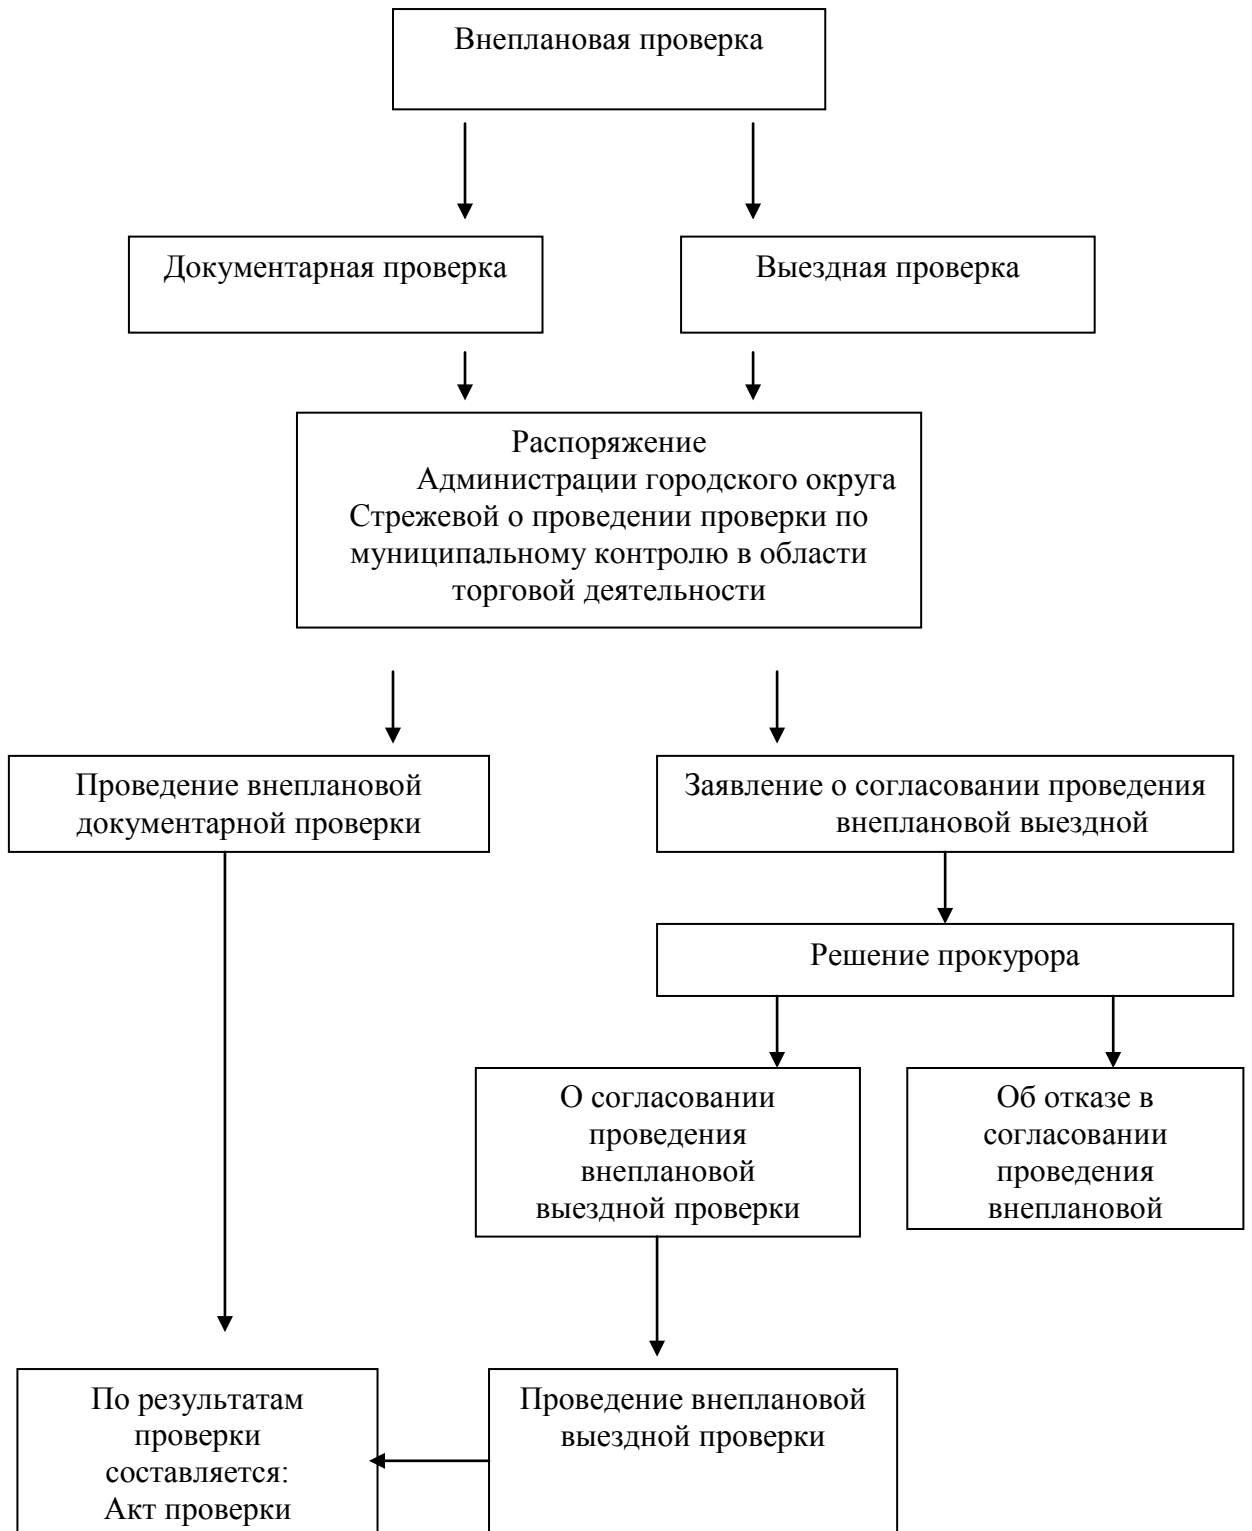 Внеплановая проверка
Документарная проверка
Выездная проверка
Распоряжение
Администрации городского округа
Стрежевой о проведении проверки по
муниципальному контролю в области
торговой деятельности
Проведение внеплановой
документарной проверки
Заявление о согласовании проведения
внеплановой выездной
Решение прокурора
О согласовании
проведения
внеплановой
выездной проверки
Об отказе в
согласовании
проведения
внеплановой
По результатам
проверки
составляется:
Акт проверки
Проведение внеплановой
выездной проверки